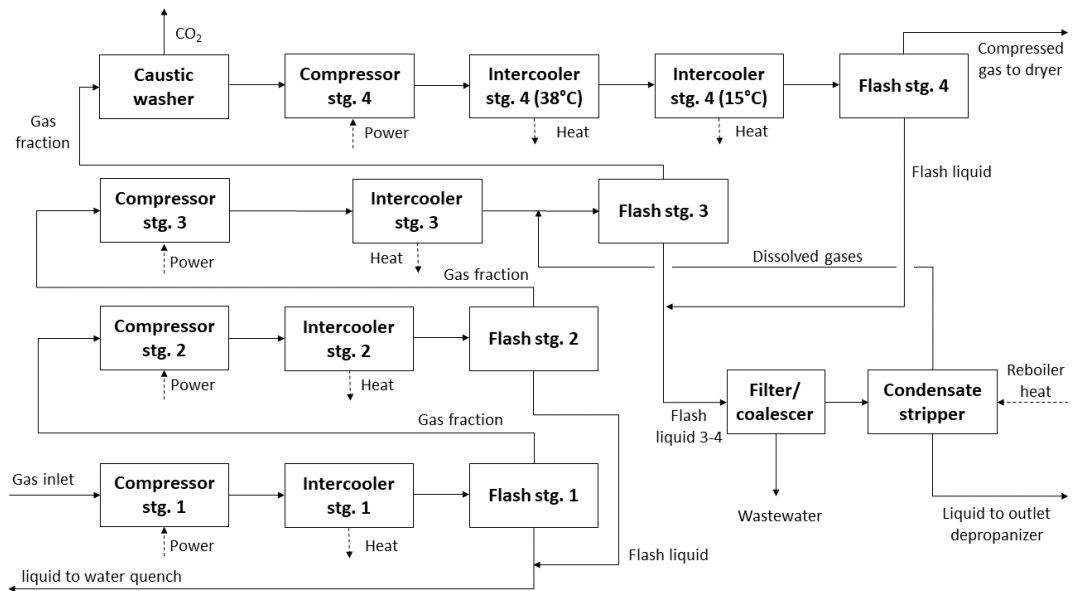 CO₂
Caustic
washer
Compressor
stg. 4
Intercooler
stg. 4 (38°C)
Intercooler
stg. 4 (15°C)
Flash stg. 4
Compressed
gas to dryer
Gas
fraction
Power
Heat
Heat
Flash liquid
Compressor
stg. 3
Intercooler
stg. 3
Flash stg. 3
Power
Heat
Gas fraction
Dissolved gases
Compressor
stg. 2
Intercooler
stg. 2
Flash stg. 2
Power
Heat
Reboiler
heat
Filter/
coalescer
Condensate
stripper
Gas fraction
Flash
liquid 3-4
Gas inlet
Compressor
stg. 1
Intercooler
stg. 1
Flash stg. 1
Wastewater
Liquid to outlet
depropanizer
Power
Heat
Flash liquid
liquid to water quench